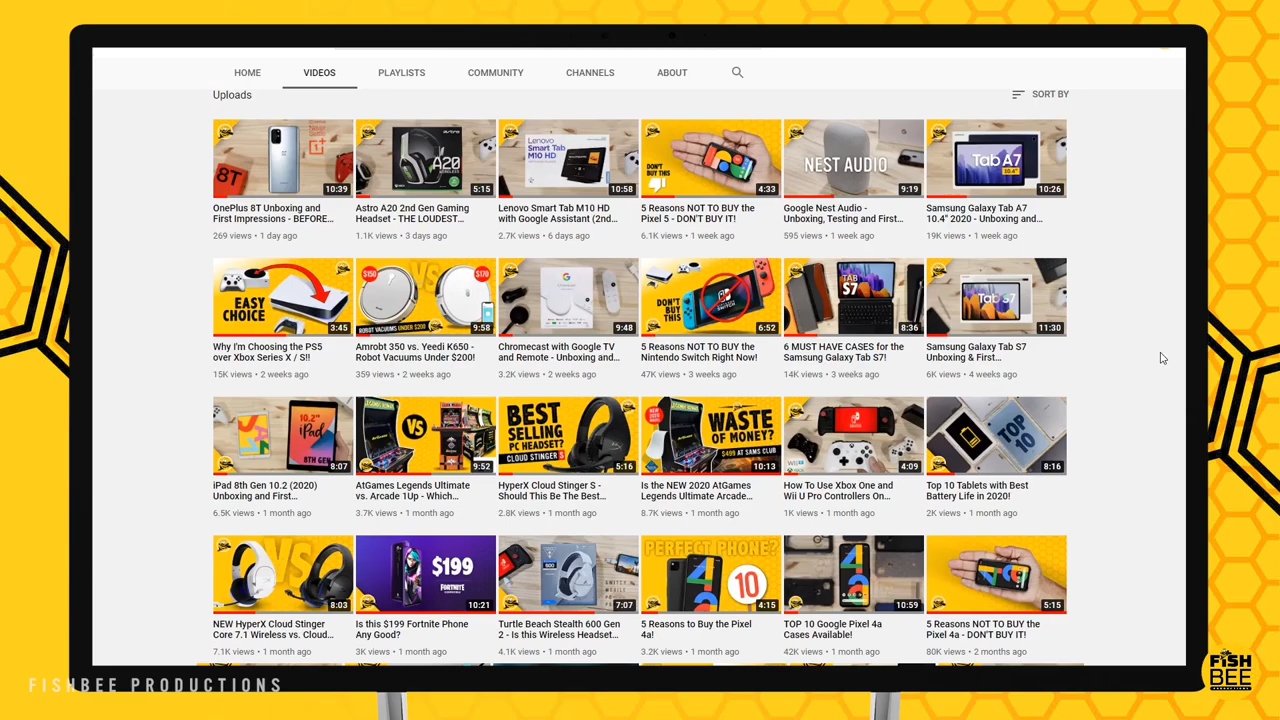 HOME VIDEOS PLAYLISTS COMMUNITY CHANNELS ABOUT
Uploads SORT BY
8T 10:39
astro A20 WIRELESS 5:15
Lenovo Smart Tab M10 HD 10:58
DON'T BUY THIS 4:33
NEST AUDIO 9:19
Tab A7 10.4" 10:26
OnePlus 8T Unboxing and
First Impressions - BEFORE...
269 views • 1 day ago
Astro A20 2nd Gen Gaming
Headset - THE LOUDEST...
1.1K views • 3 days ago
Lenovo Smart Tab M10 HD
with Google Assistant (2nd...
2.7K views • 6 days ago
5 Reasons NOT TO BUY the
Pixel 5 - DON'T BUY IT!
6.1K views • 1 week ago
Google Nest Audio -
Unboxing, Testing and First...
595 views • 1 week ago
Samsung Galaxy Tab A7
10.4" 2020 - Unboxing and...
19K views • 1 week ago
EASY CHOICE 3:45
$150 VS $170 ROBOT VACUUMS UNDER $200 9:58
9:48
DON'T BUY THIS 6:52
TAB S7 8:36
Tab S7 11:30
Why I'm Choosing the PS5
over Xbox Series X / S!!
15K views • 2 weeks ago
Amrobt 350 vs. Yeedi K650 -
Robot Vacuums Under $200!
359 views • 2 weeks ago
Chromecast with Google TV
and Remote - Unboxing and...
3.2K views • 2 weeks ago
5 Reasons NOT TO BUY the
Nintendo Switch Right Now!
47K views • 3 weeks ago
6 MUST HAVE CASES for the
Samsung Galaxy Tab S7!
14K views • 3 weeks ago
Samsung Galaxy Tab S7
Unboxing & First...
6K views • 4 weeks ago
10.2" iPad 8TH GEN 8:07
VS 9:52
BEST SELLING PC HEADSET? CLOUD STINGER S 5:16
WASTE OF MONEY? $499 AT SAMS CLUB 10:13
4:09
TOP 10 8:16
iPad 8th Gen 10.2 (2020)
Unboxing and First...
6.5K views • 1 month ago
AtGames Legends Ultimate
vs. Arcade 1Up - Which...
3.7K views • 1 month ago
HyperX Cloud Stinger S -
Should This Be The Best...
2.8K views • 1 month ago
Is the NEW 2020 AtGames
Legends Ultimate Arcade...
8.7K views • 1 month ago
How To Use Xbox One and
Wii U Pro Controllers On...
1K views • 1 month ago
Top 10 Tablets with Best
Battery Life in 2020!
2K views • 1 month ago
VS 8:03
$199 FORTNITE 10:21
600 7:07
PERFECT PHONE? 10 4:15
10:59
5:15
NEW HyperX Cloud Stinger
Core 7.1 Wireless vs. Cloud...
7.1K views • 1 month ago
Is this $199 Fortnite Phone
Any Good?
3K views • 1 month ago
Turtle Beach Stealth 600 Gen
2 - Is this Wireless Headset...
4.1K views • 1 month ago
5 Reasons to Buy the Pixel
4a!
3.2K views • 1 month ago
TOP 10 Google Pixel 4a
Cases Available!
42K views • 1 month ago
5 Reasons NOT TO BUY the
Pixel 4a - DON'T BUY IT!
80K views • 2 months ago
FISHBEE PRODUCTIONS
FISH
BEE
PRODUCTIONS